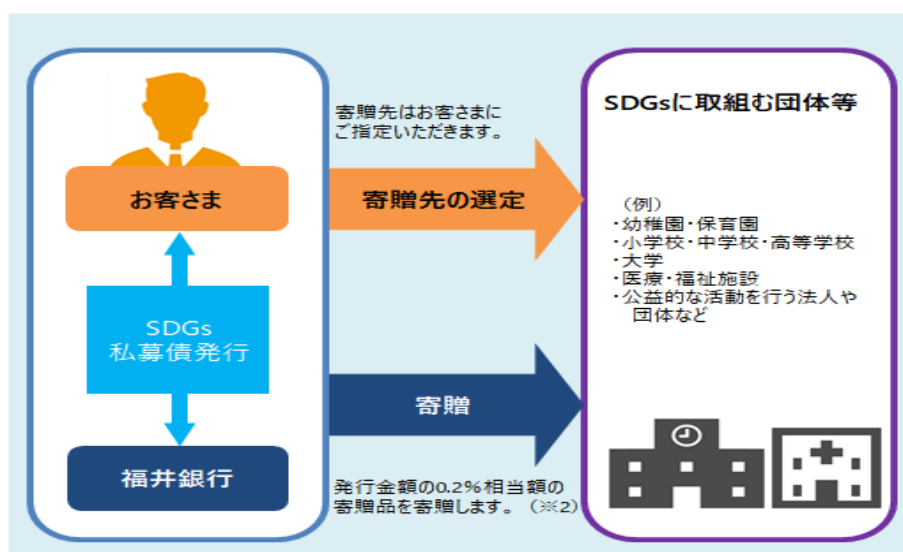 お客さま
SDGs
私募債発行
福井銀行
寄贈先はお客さまに
ご指定いただきます。
寄贈先の選定
寄贈
発行金額の0.2%相当額の
寄贈品を寄贈します。（※2）
SDGsに取組む団体等
（例）
・幼稚園・保育園
・小学校・中学校・高等学校
・大学
・医療・福祉施設
・公益的な活動を行う法人や
団体など